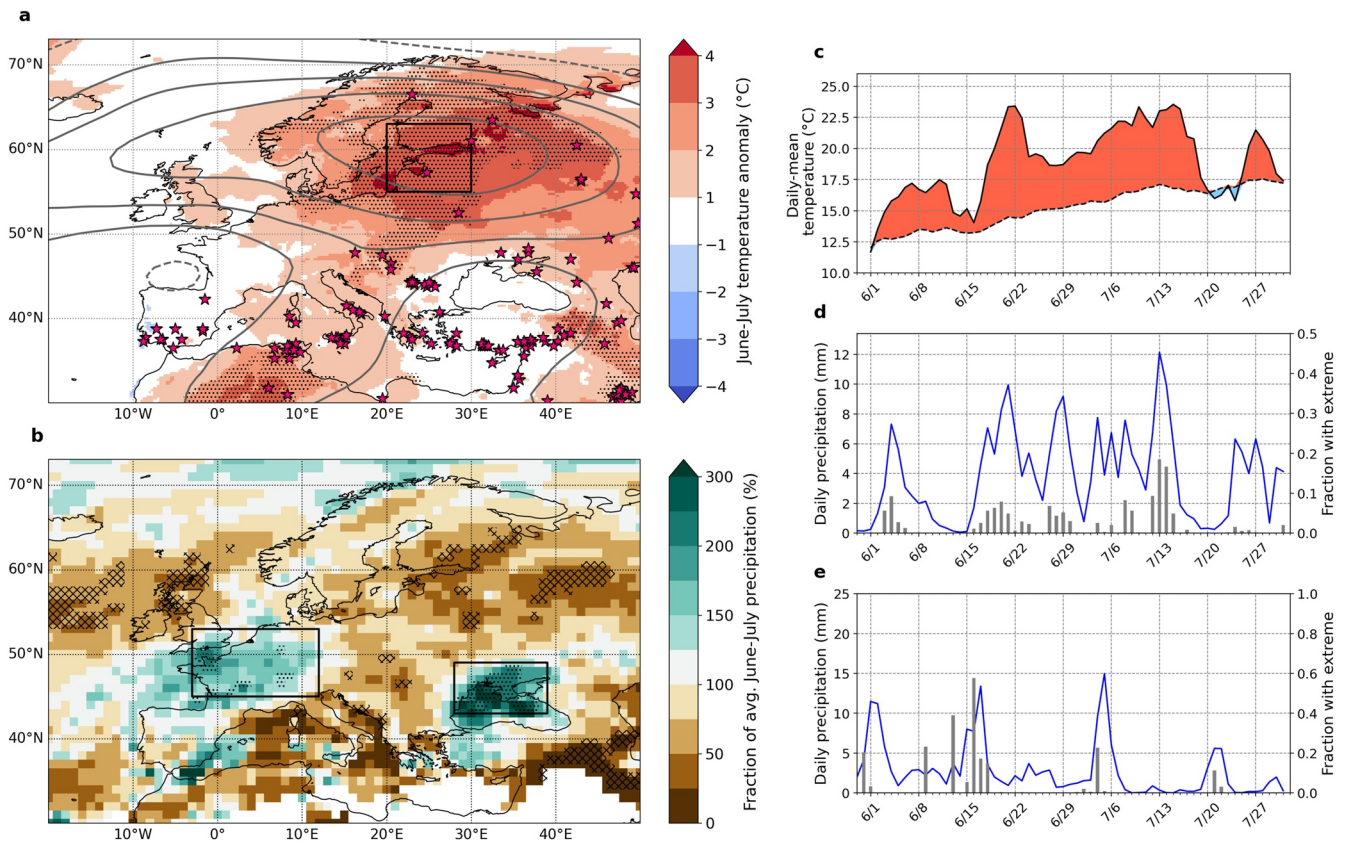 a
70°N
60°N
50°N
40°N
10°W 0° 10°E 20°E 30°E 40°E
4
3
2
1
−1
−2
−3
−4
June-July temperature anomaly (°C)
b
70°N
60°N
50°N
40°N
10°W 0° 10°E 20°E 30°E 40°E
300
200
150
100
50
0
Fraction of avg. June-July precipitation (%)
c
Daily-mean
temperature (°C)
25.0
22.5
20.0
17.5
15.0
12.5
10.0
6/1 6/8 6/15 6/22 6/29 7/6 7/13 7/20 7/27
d
Daily precipitation (mm)
12
10
8
6
4
2
0
0.5
0.4
0.3
0.2
0.1
0.0
Fraction with extreme
6/1 6/8 6/15 6/22 6/29 7/6 7/13 7/20 7/27
e
Daily precipitation (mm)
25
20
15
10
5
0
1.0
0.8
0.6
0.4
0.2
0.0
Fraction with extreme
6/1 6/8 6/15 6/22 6/29 7/6 7/13 7/20 7/27